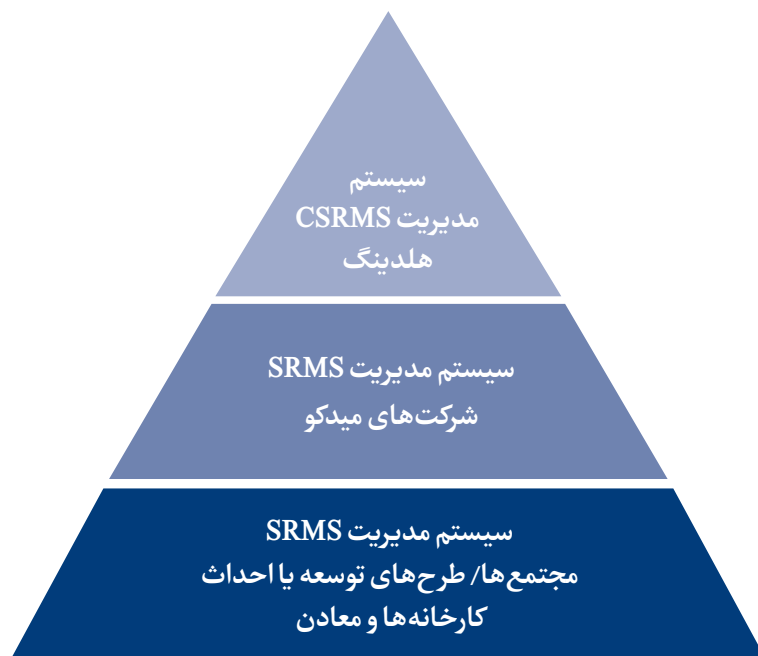 سیستم
مدیریت CSRMS
هلدینگ
سیستم مدیریت SRMS
شرکت‌های میدکو
سیستم مدیریت SRMS
مجتمع‌ها/ طرح‌های توسعه یا احداث
کارخانه‌ها و معادن